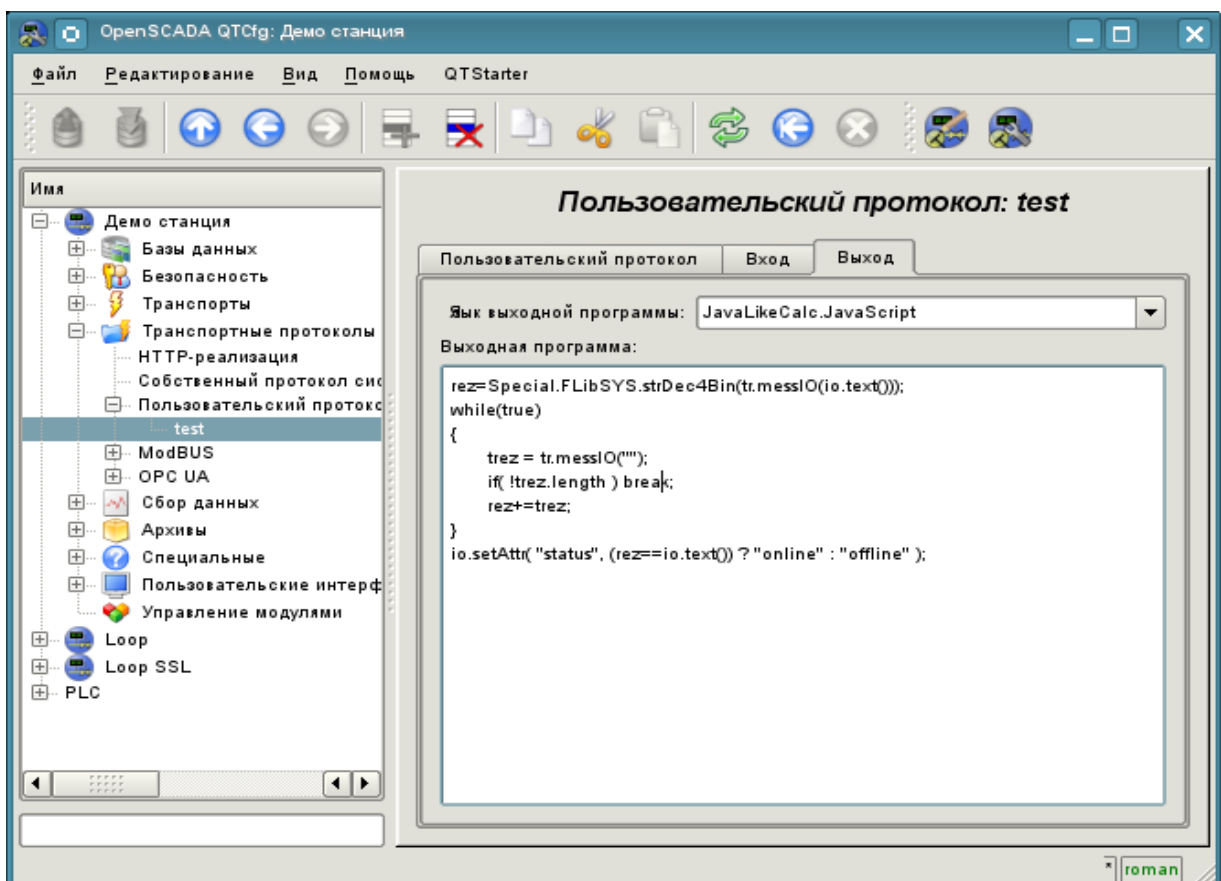 OpenSCADA QTCfg: Демо станция
Файл Редактирование Вид Помощь QTStarter
Имя
Демо станция
Базы данных
Безопасность
Транспорты
Транспортные протоколы
HTTP-реализация
Собственный протокол сис
Пользовательский протокс
test
ModBUS
OPC UA
Сбор данных
Архивы
Специальные
Пользовательские интерф
Управление модулями
Loop
Loop SSL
PLC
Пользовательский протокол: test
Пользовательский протокол Вход Выход
Язык выходной программы: JavaLikeCalc.JavaScript
Выходная программа:
rez=Special.FLibSYS.strDec4Bin(tr.messIO(io.text()));
while(true)
{
trez = tr.messIO("");
if( !trez.length ) break;
rez+=trez;
}
io.setAttr( "status", (rez==io.text()) ? "online" : "offline" );
* roman